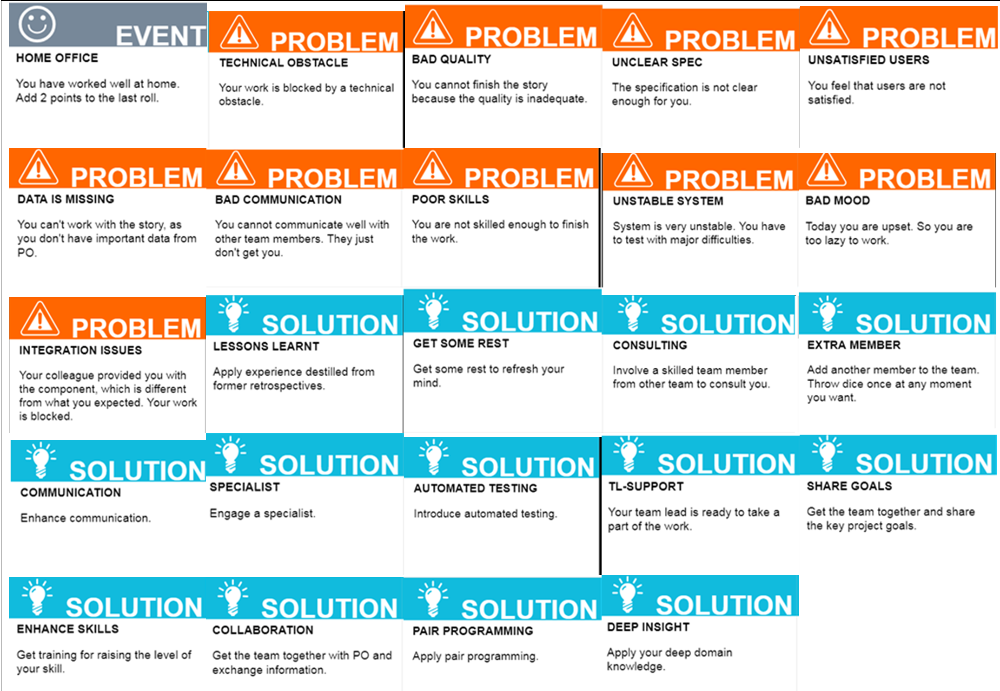 EVENT
HOME OFFICE
You have worked well at home.
Add 2 points to the last roll.
PROBLEM
TECHNICAL OBSTACLE
Your work is blocked by a technical
obstacle.
PROBLEM
BAD QUALITY
You cannot finish the story
because the quality is inadequate.
PROBLEM
UNCLEAR SPEC
The specification is not clear
enough for you.
PROBLEM
UNSATISFIED USERS
You feel that users are not
satisfied.
PROBLEM
DATA IS MISSING
You can't work with the story, as
you don't have important data from
PO.
PROBLEM
BAD COMMUNICATION
You cannot communicate well with
other team members. They just
don't get you.
PROBLEM
POOR SKILLS
You are not skilled enough to finish
the work.
PROBLEM
UNSTABLE SYSTEM
System is very unstable. You have
to test with major difficulties.
PROBLEM
BAD MOOD
Today you are upset. So you are
too lazy to work.
PROBLEM
INTEGRATION ISSUES
Your colleague provided you with
the component, which is different
from what you expected. Your work
is blocked.
SOLUTION
LESSONS LEARNT
Apply experience destilled from
former retrospectives.
SOLUTION
GET SOME REST
Get some rest to refresh your
mind.
SOLUTION
CONSULTING
Involve a skilled team member
from other team to consult you.
SOLUTION
EXTRA MEMBER
Add another member to the team.
Throw dice once at any moment
you want.
SOLUTION
COMMUNICATION
Enhance communication.
SOLUTION
SPECIALIST
Engage a specialist.
SOLUTION
AUTOMATED TESTING
Introduce automated testing.
SOLUTION
TL-SUPPORT
Your team lead is ready to take a
part of the work.
SOLUTION
SHARE GOALS
Get the team together and share
the key project goals.
SOLUTION
ENHANCE SKILLS
Get training for raising the level of
your skill.
SOLUTION
COLLABORATION
Get the team together with PO and
exchange information.
SOLUTION
PAIR PROGRAMMING
Apply pair programming.
SOLUTION
DEEP INSIGHT
Apply your deep domain
knowledge.